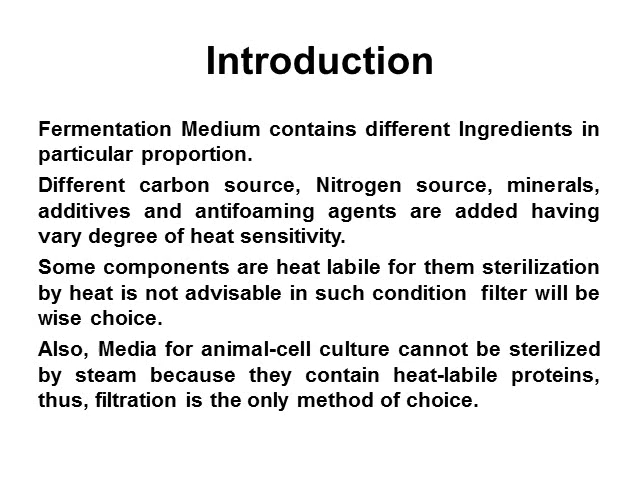 Introduction
Fermentation Medium contains different Ingredients in
particular proportion.
Different carbon source, Nitrogen source, minerals,
additives and antifoaming agents are added having
vary degree of heat sensitivity.
Some components are heat labile for them sterilization
by heat is not advisable in such condition  filter will be
wise choice.
Also, Media for animal-cell culture cannot be sterilized
by steam because they contain heat-labile proteins,
thus, filtration is the only method of choice.